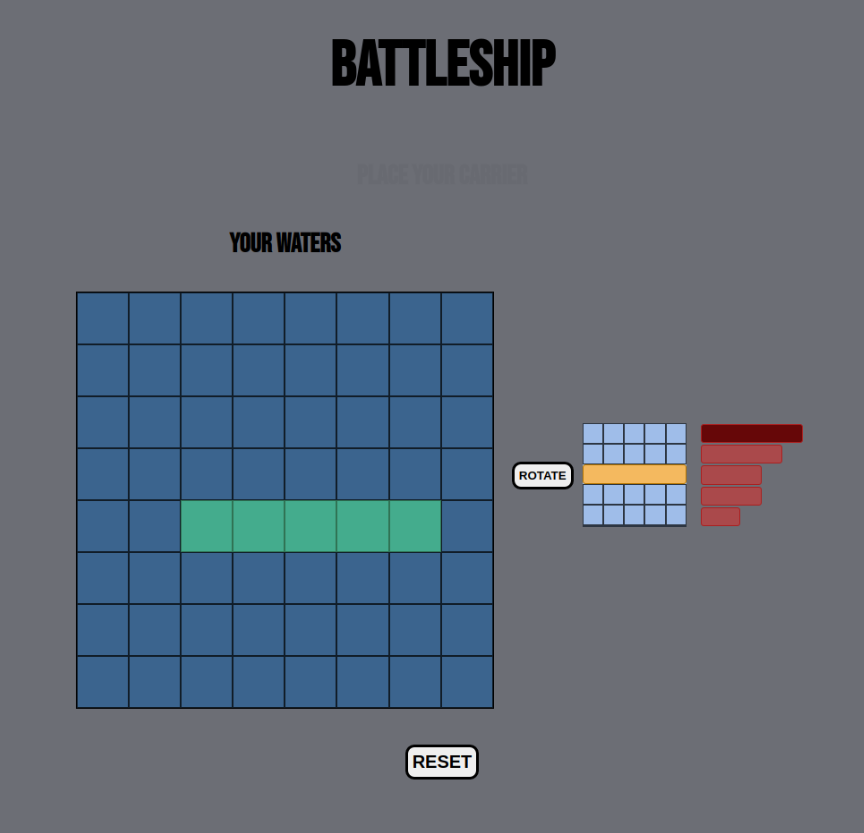 BATTLESHIP
PLACE YOUR CARRIER
YOUR WATERS
ROTATE
RESET